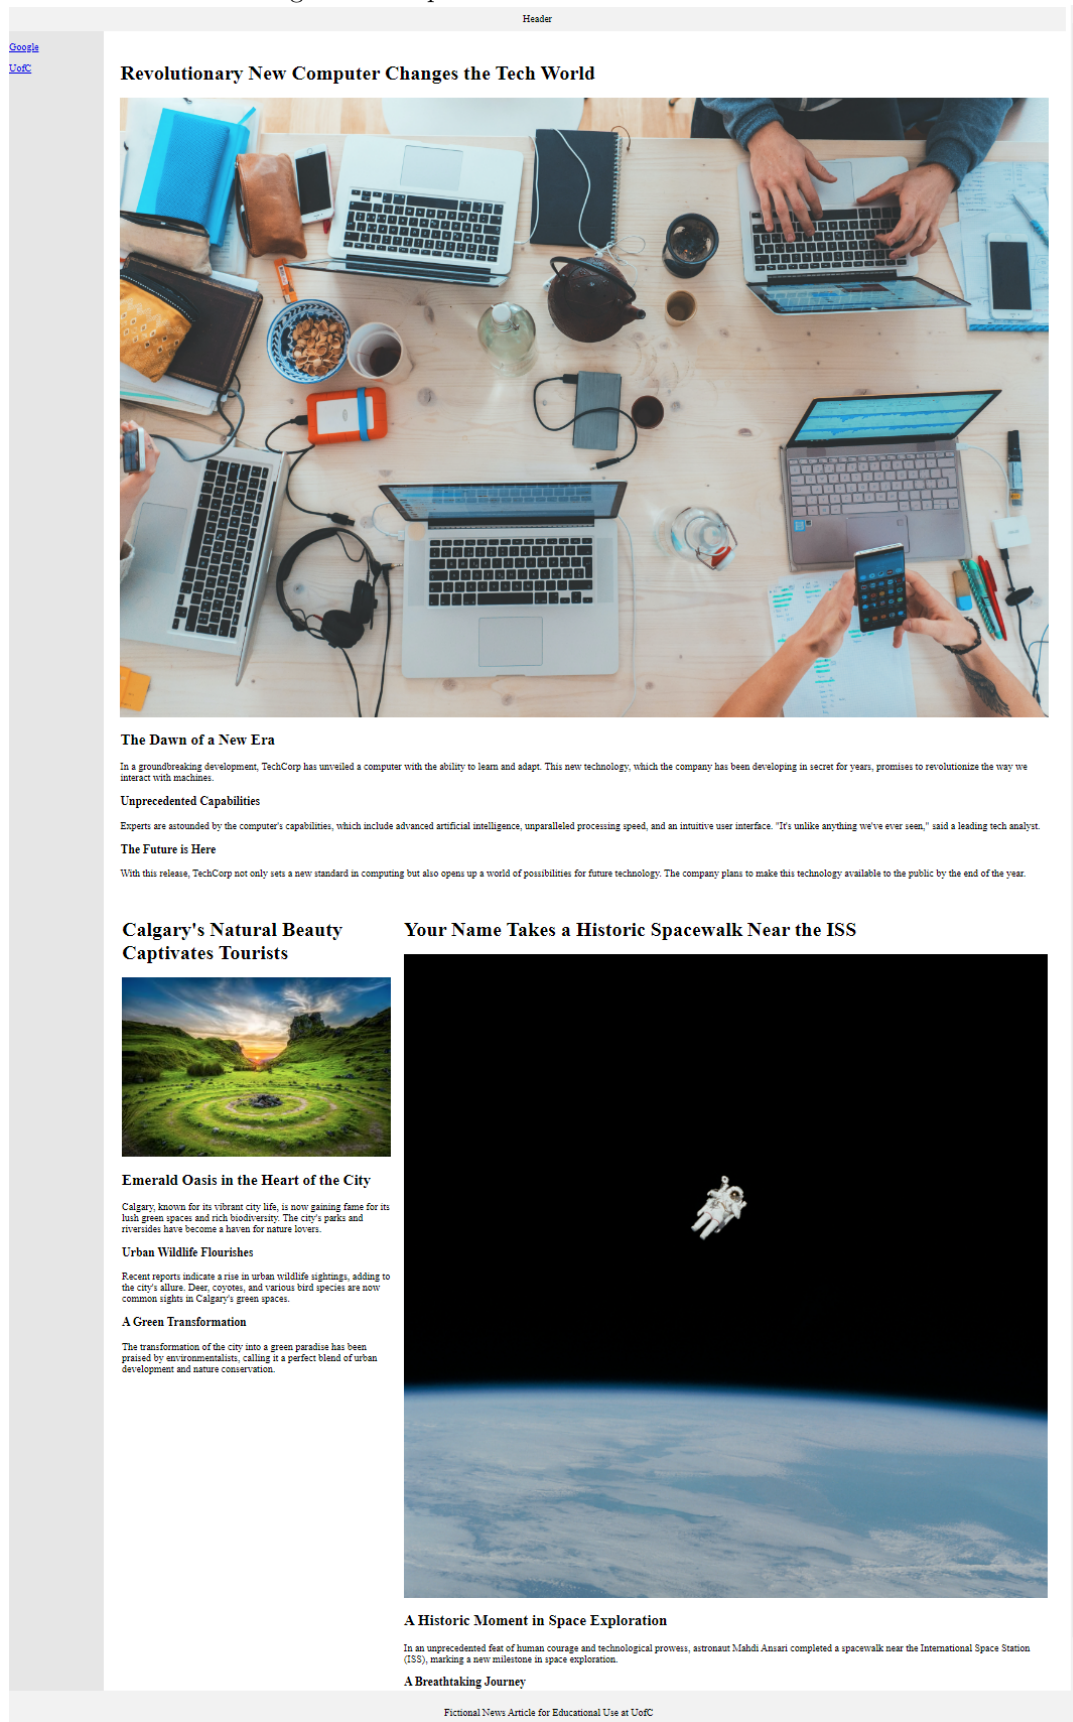 Header
Google
UofC
Revolutionary New Computer Changes the Tech World
The Dawn of a New Era
In a groundbreaking development, TechCorp has unveiled a computer with the ability to learn and adapt. This new technology, which the company has been developing in secret for years, promises to revolutionize the way we
interact with machines.
Unprecedented Capabilities
Experts are astounded by the computer's capabilities, which include advanced artificial intelligence, unparalleled processing speed, and an intuitive user interface. "It's unlike anything we've ever seen," said a leading tech analyst.
The Future is Here
With this release, TechCorp not only sets a new standard in computing but also opens up a world of possibilities for future technology. The company plans to make this technology available to the public by the end of the year.
Calgary's Natural Beauty
Captivates Tourists
Emerald Oasis in the Heart of the City
Calgary, known for its vibrant city life, is now gaining fame for its
lush green spaces and rich biodiversity. The city's parks and
riversides have become a haven for nature lovers.
Urban Wildlife Flourishes
Recent reports indicate a rise in urban wildlife sightings, adding to
the city's allure. Deer, coyotes, and various bird species are now
common sights in Calgary's green spaces.
A Green Transformation
The transformation of the city into a green paradise has been
praised by environmentalists, calling it a perfect blend of urban
development and nature conservation.
Your Name Takes a Historic Spacewalk Near the ISS
A Historic Moment in Space Exploration
In an unprecedented feat of human courage and technological prowess, astronaut Mahdi Ansari completed a spacewalk near the International Space Station
(ISS), marking a new milestone in space exploration.
A Breathtaking Journey
Fictional News Article for Educational Use at UofC